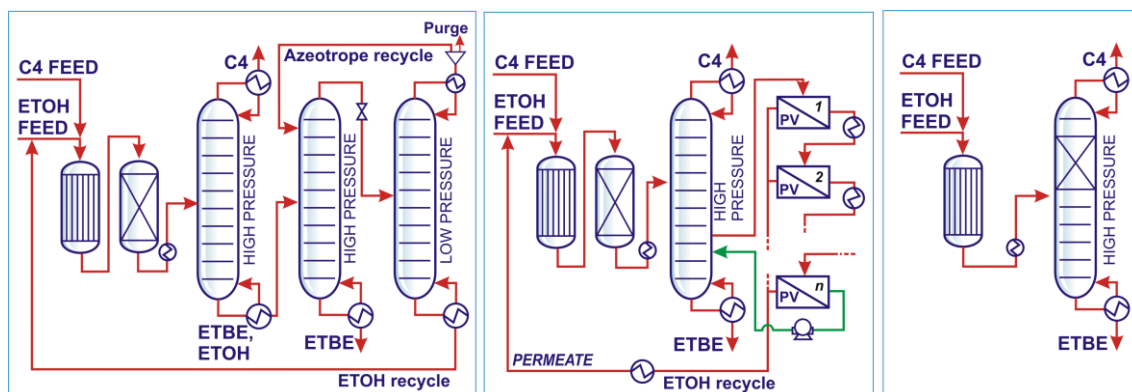 Purge
Azeotrope recycle
C4 FEED
C4
ETOH
FEED
HIGH PRESSURE
HIGH PRESSURE
LOW PRESSURE
ETBE,
ETOH
ETBE
ETOH recycle
C4 FEED
C4
ETOH
FEED
HIGH
PRESSURE
PV 1
PV 2
PV n
ETBE
PERMEATE
ETOH recycle
C4 FEED
C4
ETOH
FEED
HIGH PRESSURE
ETBE